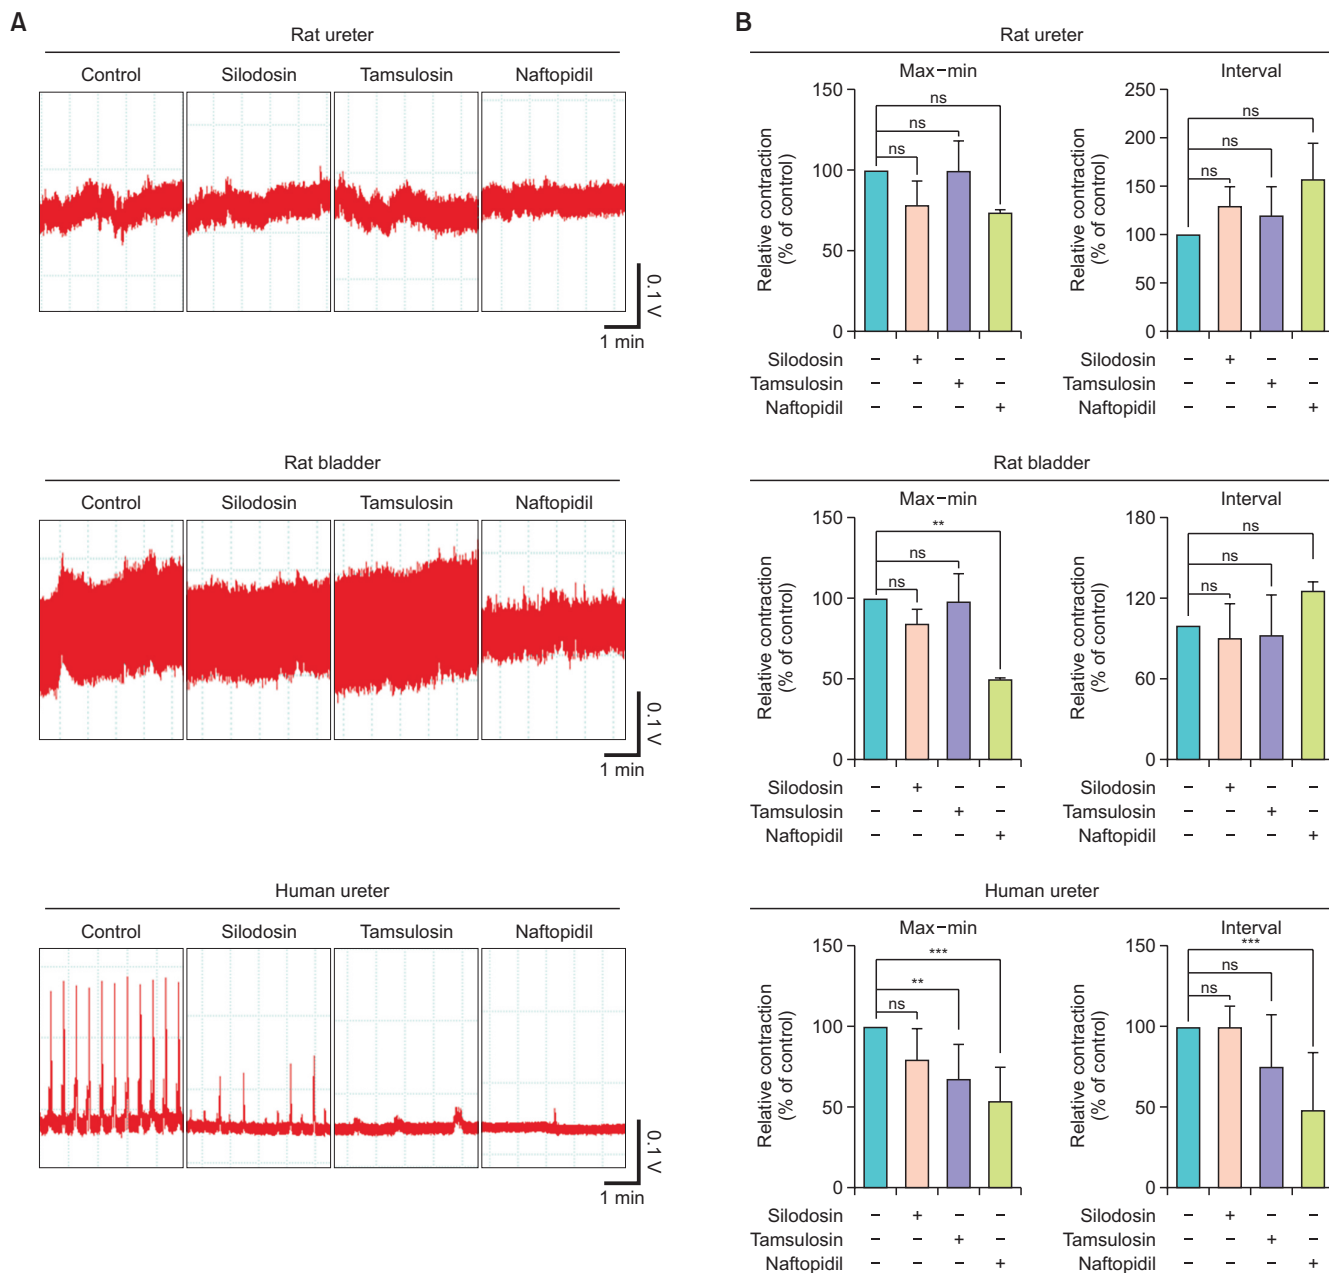 A
Rat ureter
Control Silodosin Tamsulosin Naftopidil
0.1 V
1 min
Rat bladder
Control Silodosin Tamsulosin Naftopidil
0.1 V
1 min
Human ureter
Control Silodosin Tamsulosin Naftopidil
0.1 V
1 min
B
Rat ureter
Max−min
Relative contraction
(% of control)
150
100
50
0
ns
ns
ns
Silodosin − + − −
Tamsulosin − − + −
Naftopidil − − − +
Interval
Relative contraction
(% of control)
250
200
150
100
50
0
ns
ns
ns
Silodosin − + − −
Tamsulosin − − + −
Naftopidil − − − +
Rat bladder
Max−min
Relative contraction
(% of control)
150
100
50
0
**
ns
ns
Silodosin − + − −
Tamsulosin − − + −
Naftopidil − − − +
Interval
Relative contraction
(% of control)
180
120
60
0
ns
ns
ns
Silodosin − + − −
Tamsulosin − − + −
Naftopidil − − − +
Human ureter
Max−min
Relative contraction
(% of control)
150
100
50
0
***
**
ns
Silodosin − + − −
Tamsulosin − − + −
Naftopidil − − − +
Interval
Relative contraction
(% of control)
150
100
50
0
***
ns
ns
Silodosin − + − −
Tamsulosin − − + −
Naftopidil − − − +